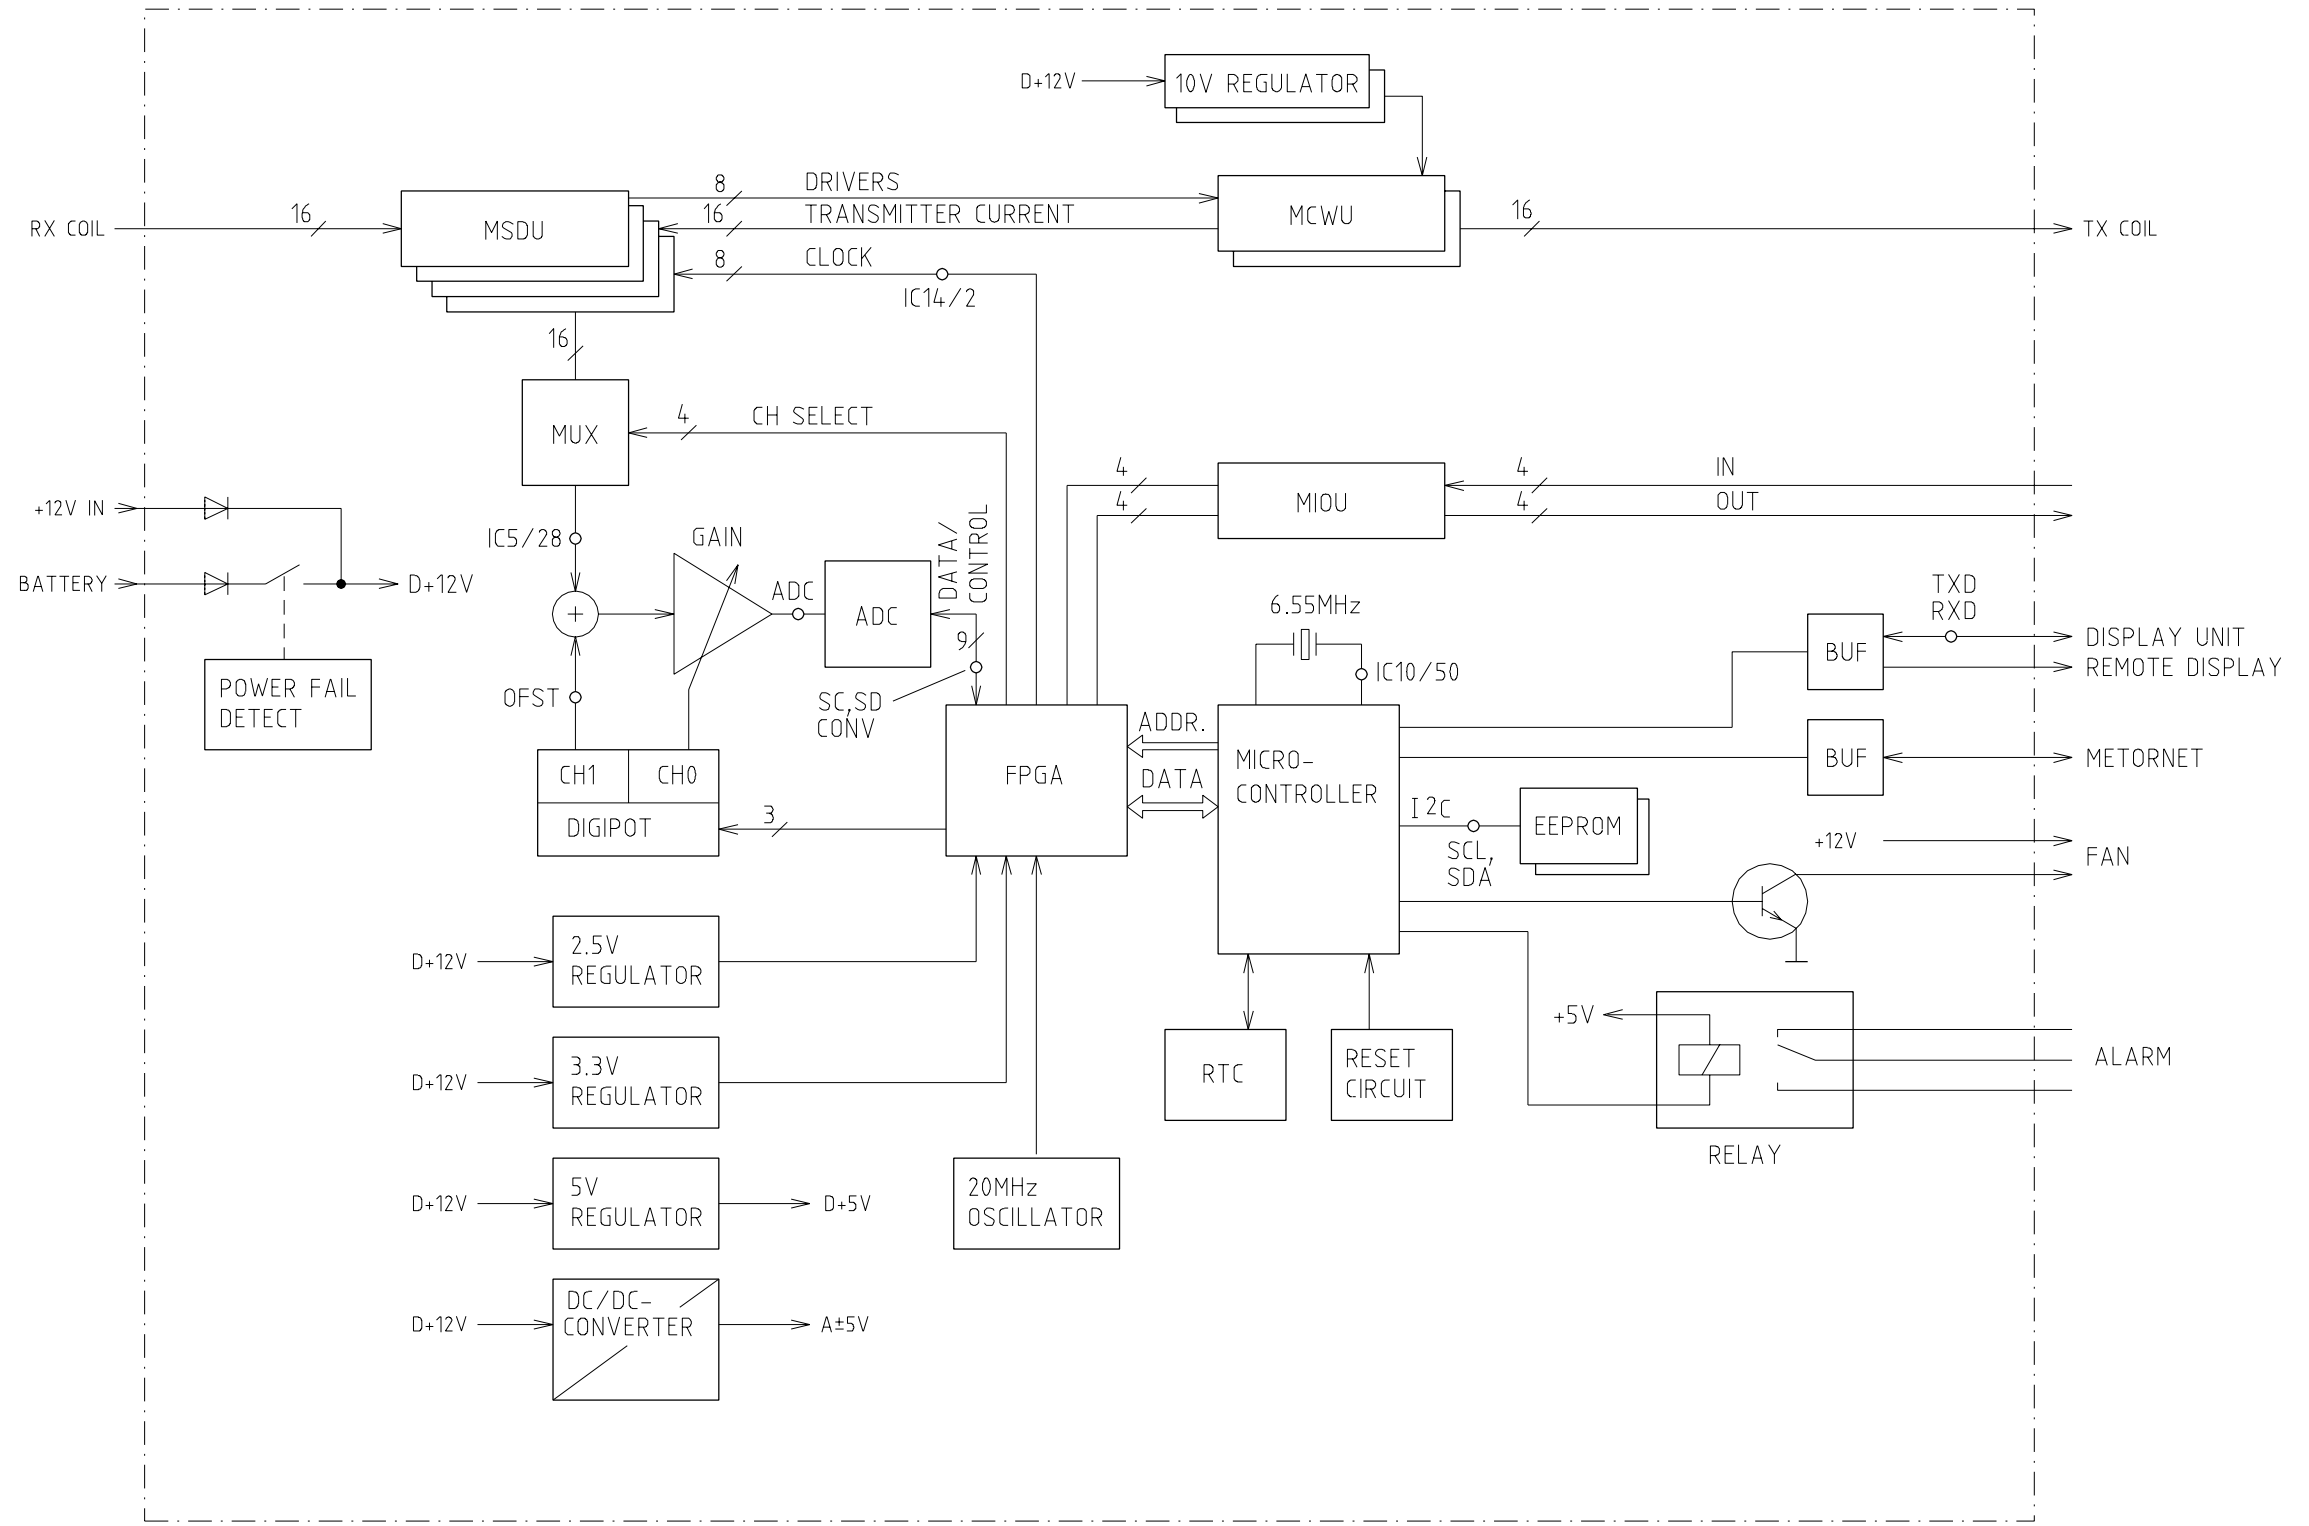 D+12V
10V REGULATOR
8
DRIVERS
16
TRANSMITTER CURRENT
8
CLOCK
IC14/2
RX COIL
16
MSDU
MCWU
16
TX COIL
16
MUX
4
CH SELECT
4
4
MIOU
4
IN
4
OUT
+12V IN
BATTERY
D+12V
POWER FAIL
DETECT
IC5/28
+
OFST
GAIN
ADC
ADC
DATA/
CONTROL
9
SC,SD
CONV
CH1
CH0
DIGIPOT
3
FPGA
ADDR.
DATA
6.55MHz
IC10/50
MICRO-
CONTROLLER
I2C
SCL,
SDA
EEPROM
BUF
TXD
RXD
DISPLAY UNIT
REMOTE DISPLAY
BUF
METORNET
+12V
FAN
D+12V
2.5V
REGULATOR
D+12V
3.3V
REGULATOR
D+12V
5V
REGULATOR
D+5V
D+12V
DC/DC-
CONVERTER
A±5V
20MHz
OSCILLATOR
RTC
RESET
CIRCUIT
+5V
RELAY
ALARM